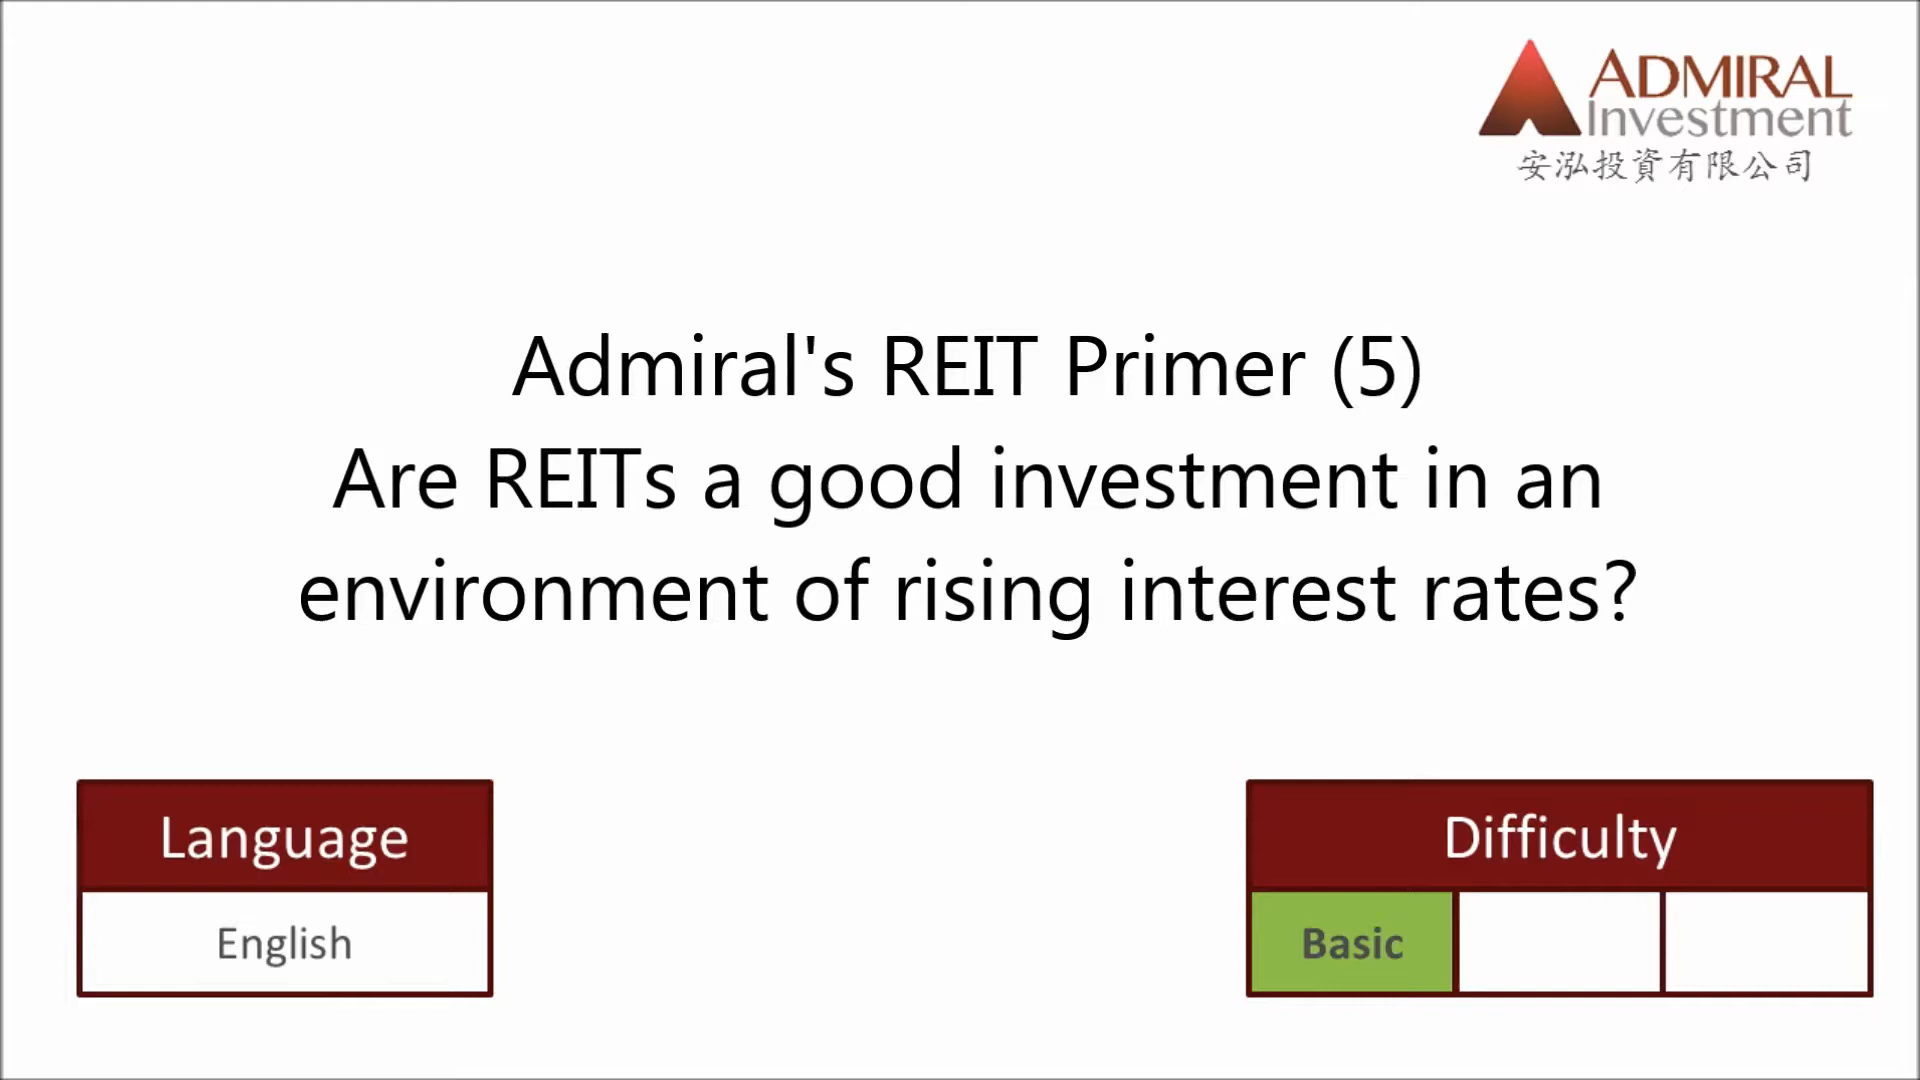 ADMIRAL
Investment
安泓投資有限公司
Admiral's REIT Primer (5)
Are REITs a good investment in an
environment of rising interest rates?
Language
English
Difficulty
Basic